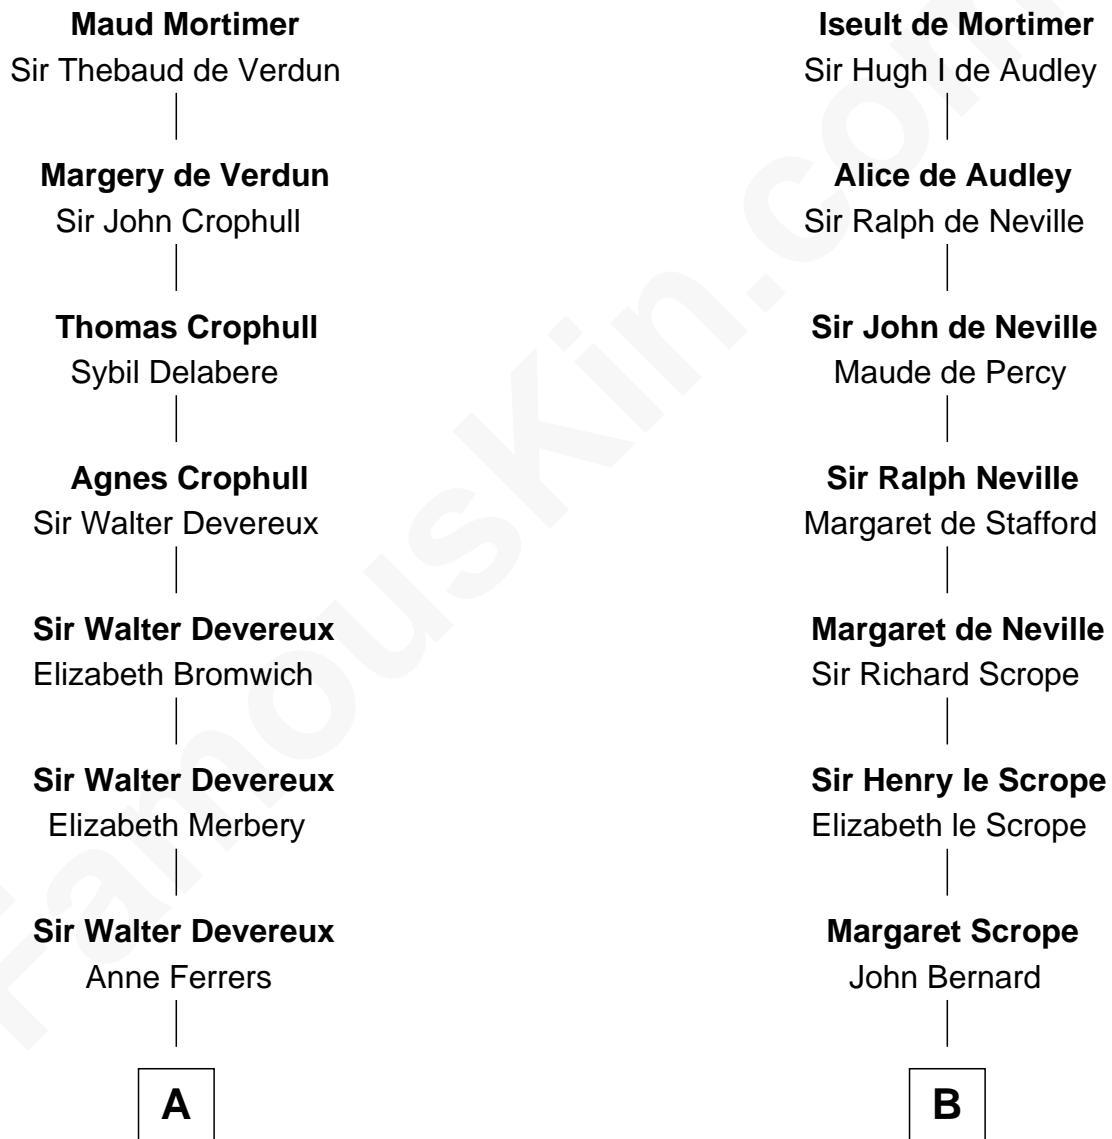 Maud Mortimer
Sir Thebaud de Verdun
Margery de Verdun
Sir John Crophull
Thomas Crophull
Sybil Delabere
Agnes Crophull
Sir Walter Devereux
Sir Walter Devereux
Elizabeth Bromwich
Sir Walter Devereux
Elizabeth Merbery
Sir Walter Devereux
Anne Ferrers
A
Iseult de Mortimer
Sir Hugh I de Audley
Alice de Audley
Sir Ralph de Neville
Sir John de Neville
Maude de Percy
Sir Ralph Neville
Margaret de Stafford
Margaret de Neville
Sir Richard Scrope
Sir Henry le Scrope
Elizabeth le Scrope
Margaret Scrope
John Bernard
B
FamousKin.com